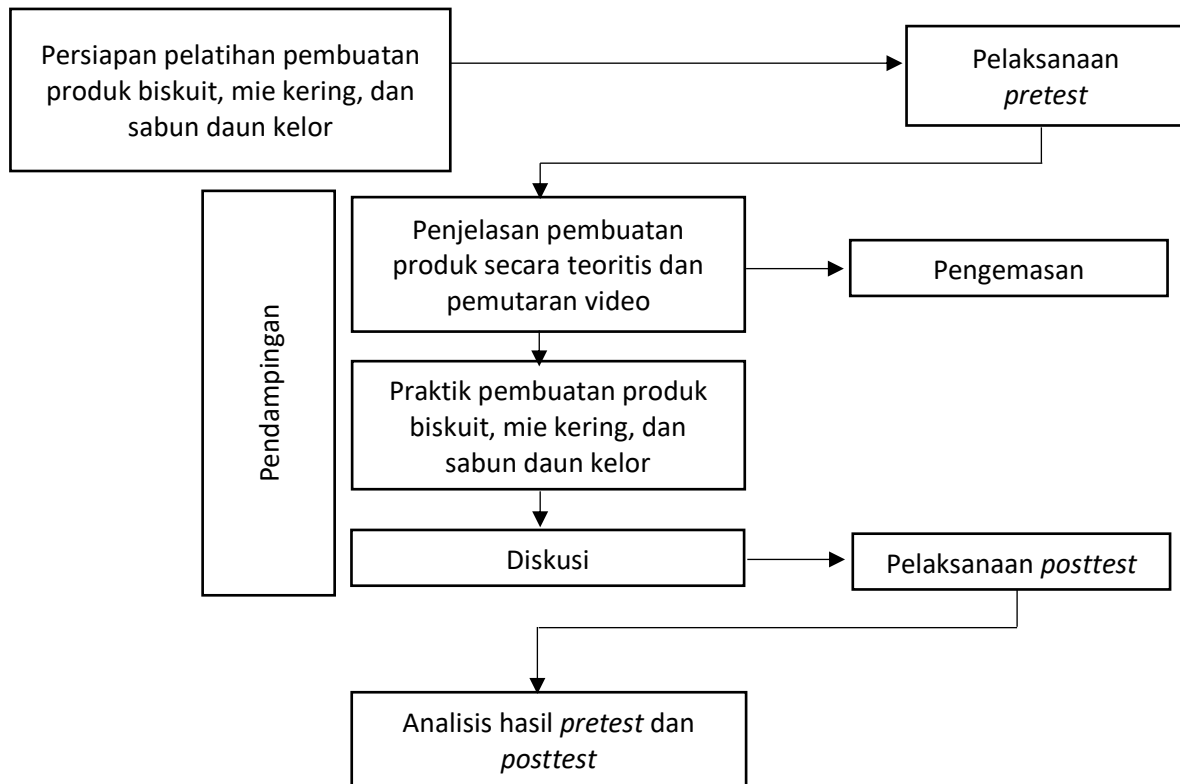 Persiapan pelatihan pembuatan
produk biskuit, mie kering, dan
sabun daun kelor
Pelaksanaan
pretest
Pendampingan
Penjelasan pembuatan
produk secara teoritis dan
pemutaran video
Pengemasan
Praktik pembuatan produk
biskuit, mie kering, dan
sabun daun kelor
Diskusi
Pelaksanaan posttest
Analisis hasil pretest dan
posttest